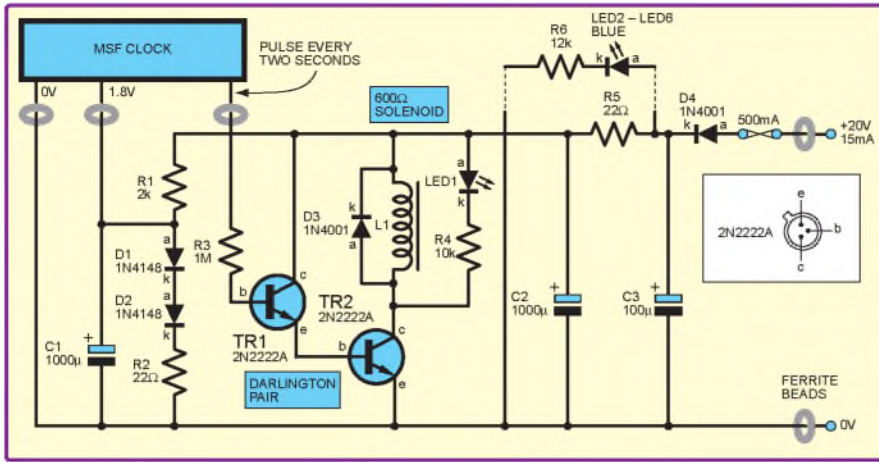 MSF CLOCK
PULSE EVERY
TWO SECONDS
0V
1.8V
R6
12k
LED2 – LED6
BLUE
k
a
600Ω
SOLENOID
R5
22Ω
D4
1N4001
k
a
500mA
+20V
15mA
R1
2k
a
LED1
k
D3
1N4001
k
a
L1
R4
10k
2N2222A
e
b
c
D1
1N4148
a
k
R3
1M
D2
1N4148
a
k
b
c
e
TR1
2N2222A
TR2
2N2222A
b
c
e
C2
1000µ
+
C3
100µ
+
C1
1000µ
+
R2
22Ω
DARLINGTON
PAIR
FERRITE
BEADS
0V